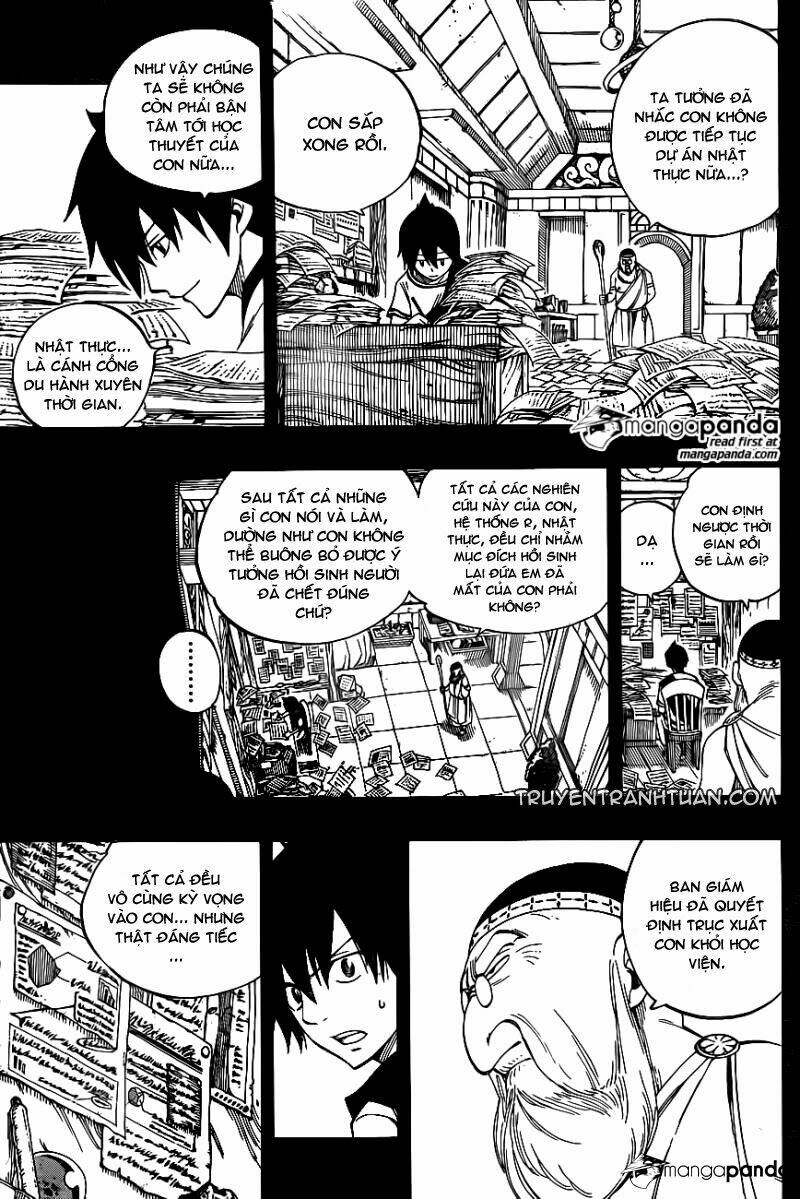 TA TƯỞNG ĐÃ
NHẮC CON KHÔNG
ĐƯỢC TIẾP TỤC
DỰ ÁN NHẬT
THỰC NỮA...?
CON SẮP
XONG RỒI.
NHƯ VẬY CHÚNG
TA SẼ KHÔNG
CÒN PHẢI BẬN
TÂM TỚI HỌC
THUYẾT CỦA
CON NỮA...
NHẬT THỰC...
LÀ CÁNH CỔNG
DU HÀNH XUYÊN
THỜI GIAN.
mangapanda
read first at
mangapanda.com
CON ĐỊNH
NGƯỢC THỜI
GIAN RỒI
SẼ LÀM GÌ?
DẠ
...
TẤT CẢ CÁC NGHIÊN
CỨU NÀY CỦA CON,
HỆ THỐNG R, NHẬT
THỰC, ĐỀU CHỈ NHẰM
MỤC ĐÍCH HỒI SINH
LẠI ĐỨA EM ĐÃ
MẤT CỦA CON PHẢI
KHÔNG?
SAU TẤT CẢ NHỮNG
GÌ CON NÓI VÀ LÀM,
DƯỜNG NHƯ CON KHÔNG
THỂ BUÔNG BỎ ĐƯỢC Ý
TƯỞNG HỒI SINH NGƯỜI
ĐÃ CHẾT ĐÚNG
CHỨ?
......
TRUYENTRANHTUAN.COM
BAN GIÁM
HIỆU ĐÃ QUYẾT
ĐỊNH TRỤC XUẤT
CON KHỎI HỌC
VIỆN.
TẤT CẢ ĐỀU
VÔ CÙNG KỲ VỌNG
VÀO CON... NHƯNG
THẬT ĐÁNG TIẾC
...
mangapanda